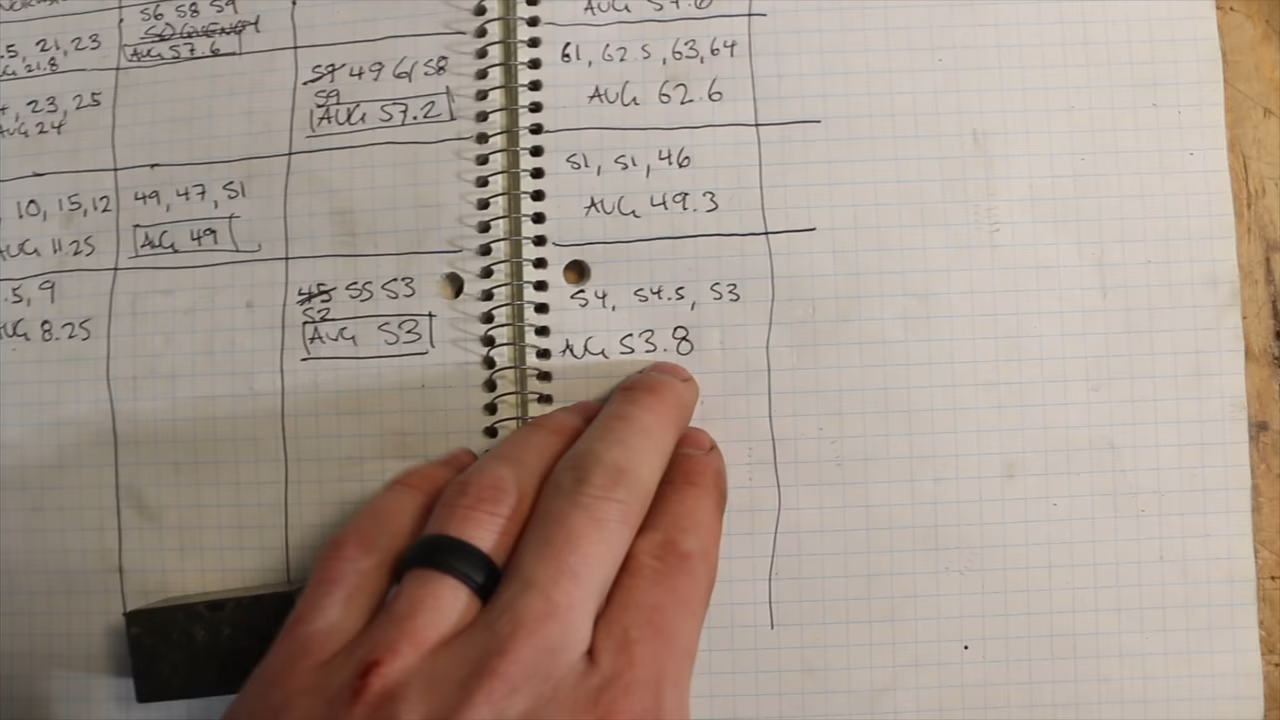 56 58 59
AVG 57.6
.5, 21, 23
AVG 21.8
59 49 61 58
59
AVG 57.2
, 23, 25
AVG 24
, 10, 15, 12
AVG 11.25
49, 47, 51
AVG 49
.5, 9
AVG 8.25
45 55 53
52
AVG 53
AVG 57.6
61, 62.5, 63, 64
AVG 62.6
51, 51, 46
AVG 49.3
54, 54.5, 53
AVG 53.8